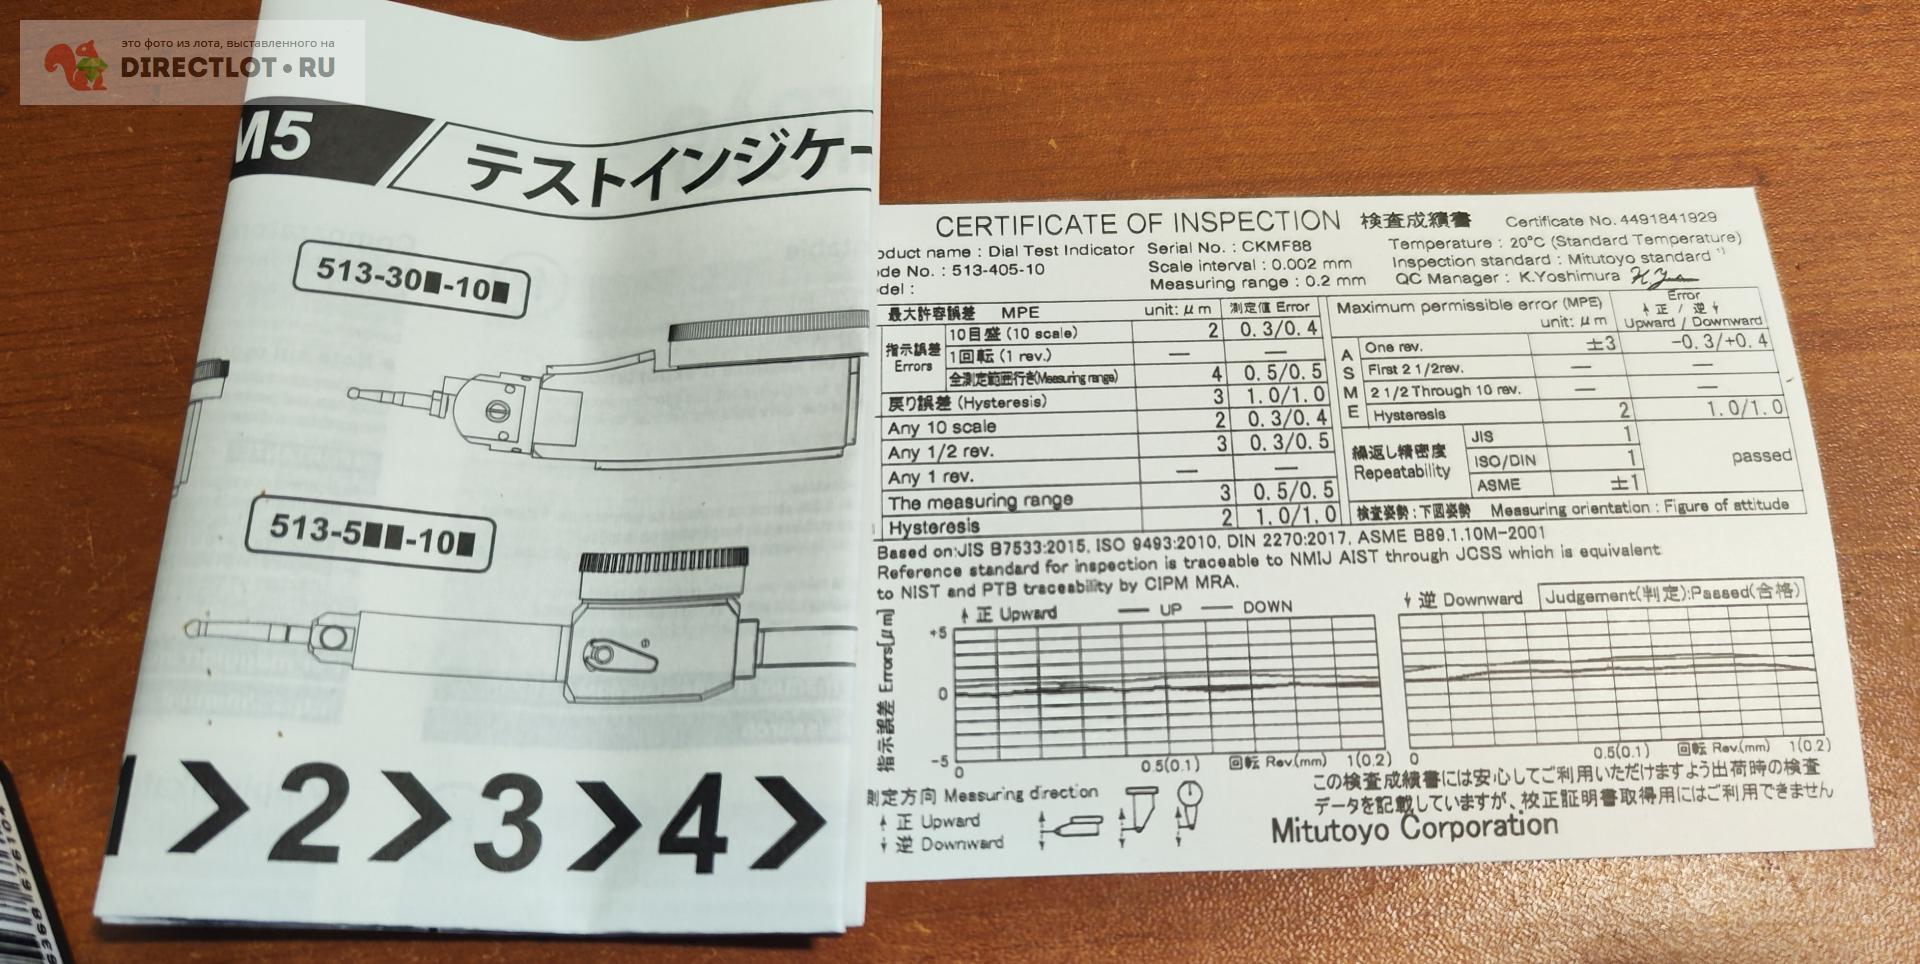 это фото из лота, выставленного на
DIRECTLOT.RU
M5
テストインジケー
513-30■-10■
513-5■■-10■
1 > 2 > 3 > 4 >
CERTIFICATE OF INSPECTION 検査成績書 Certificate No. 4491841929
oduct name : Dial Test Indicator Serial No. : CKMF88 Temperature : 20°C (Standard Temperature)
de No. : 513-405-10 Scale interval : 0.002 mm Inspection standard : Mitutoyo standard *1)
del : Measuring range : 0.2 mm QC Manager : K.Yoshimura
最大許容誤差 MPE unit: μm 測定値 Error
指示誤差 Errors
10目盛 (10 scale) 2 0.3/0.4
1回転 (1 rev.) — —
全測定範囲行き(Measuring range) 4 0.5/0.5
戻り誤差 (Hysteresis) 3 1.0/1.0
Any 10 scale 2 0.3/0.4
Any 1/2 rev. 3 0.3/0.5
Any 1 rev. — —
The measuring range 3 0.5/0.5
Hysteresis 2 1.0/1.0
Maximum permissible error (MPE) unit: μm Error 正 / 逆 Upward / Downward
ASME
One rev. ±3 -0.3/+0.4
First 2 1/2rev. — —
2 1/2 Through 10 rev. — —
Hysteresis 2 1.0/1.0
繰返し精密度 Repeatability
JIS 1
ISO/DIN 1 passed
ASME ±1
検査姿勢 : 下図姿勢 Measuring orientation : Figure of attitude
Based on:JIS B7533:2015, ISO 9493:2010, DIN 2270:2017, ASME B89.1.10M-2001
Reference standard for inspection is traceable to NMIJ AIST through JCSS which is equivalent
to NIST and PTB traceability by CIPM MRA.
正 Upward — UP — DOWN
逆 Downward Judgement(判定):Passed(合格)
指示誤差 Errors[μm]
+5
0
-5
0 0.5(0.1) 回転 Rev.(mm) 1(0.2)
0 0.5(0.1) 回転 Rev.(mm) 1(0.2)
測定方向 Measuring direction
正 Upward
逆 Downward
この検査成績書には安心してご利用いただけますよう出荷時の検査
データを記載していますが、校正証明書取得用にはご利用できません
Mitutoyo Corporation